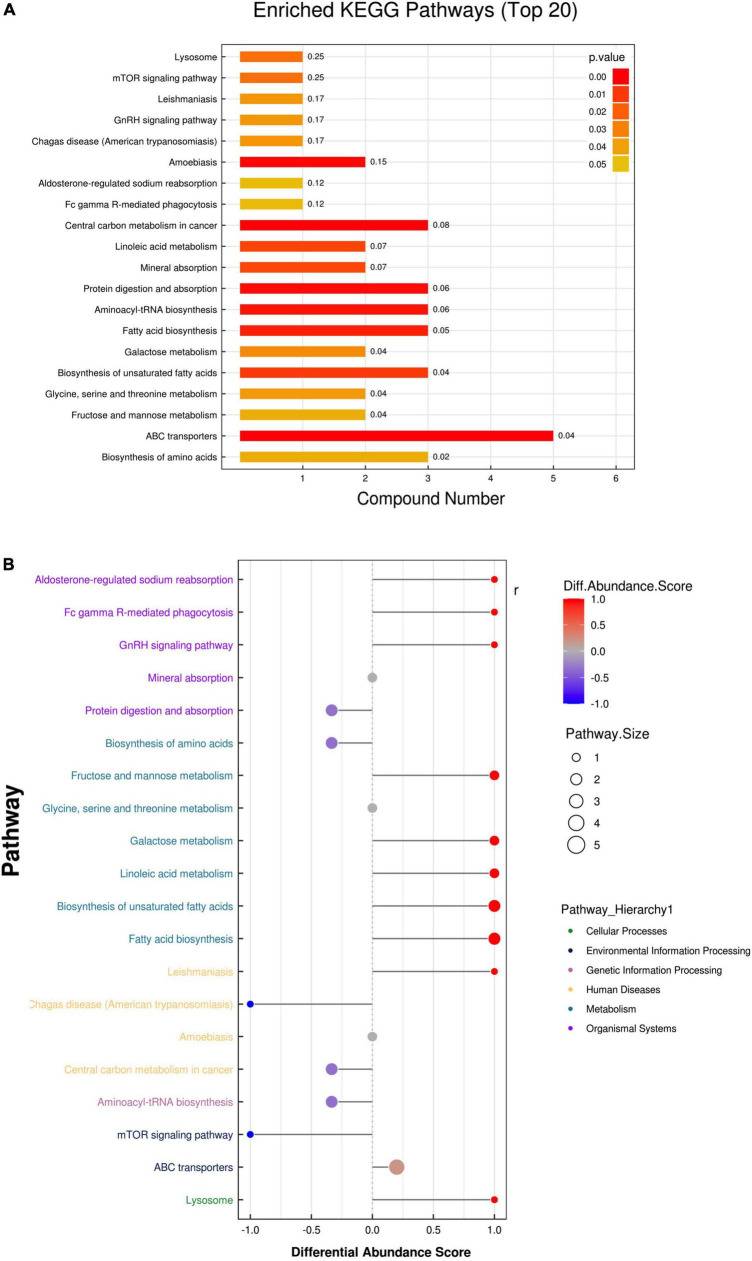 A
Enriched KEGG Pathways (Top 20)
Lysosome 0.25
mTOR signaling pathway 0.25
Leishmaniasis 0.17
GnRH signaling pathway 0.17
Chagas disease (American trypanosomiasis) 0.17
Amoebiasis 0.15
Aldosterone-regulated sodium reabsorption 0.12
Fc gamma R-mediated phagocytosis 0.12
Central carbon metabolism in cancer 0.08
Linoleic acid metabolism 0.07
Mineral absorption 0.07
Protein digestion and absorption 0.06
Aminoacyl-tRNA biosynthesis 0.06
Fatty acid biosynthesis 0.05
Galactose metabolism 0.04
Biosynthesis of unsaturated fatty acids 0.04
Glycine, serine and threonine metabolism 0.04
Fructose and mannose metabolism 0.04
ABC transporters 0.04
Biosynthesis of amino acids 0.02
1 2 3 4 5 6
Compound Number
p.value
0.00
0.01
0.02
0.03
0.04
0.05
B
Pathway
Aldosterone-regulated sodium reabsorption
Fc gamma R-mediated phagocytosis
GnRH signaling pathway
Mineral absorption
Protein digestion and absorption
Biosynthesis of amino acids
Fructose and mannose metabolism
Glycine, serine and threonine metabolism
Galactose metabolism
Linoleic acid metabolism
Biosynthesis of unsaturated fatty acids
Fatty acid biosynthesis
Leishmaniasis
Chagas disease (American trypanosomiasis)
Amoebiasis
Central carbon metabolism in cancer
Aminoacyl-tRNA biosynthesis
mTOR signaling pathway
ABC transporters
Lysosome
-1.0 -0.5 0.0 0.5 1.0
Differential Abundance Score
r
Diff.Abundance.Score
1.0
0.5
0.0
-0.5
-1.0
Pathway.Size
1
2
3
4
5
Pathway_Hierarchy1
Cellular Processes
Environmental Information Processing
Genetic Information Processing
Human Diseases
Metabolism
Organismal Systems